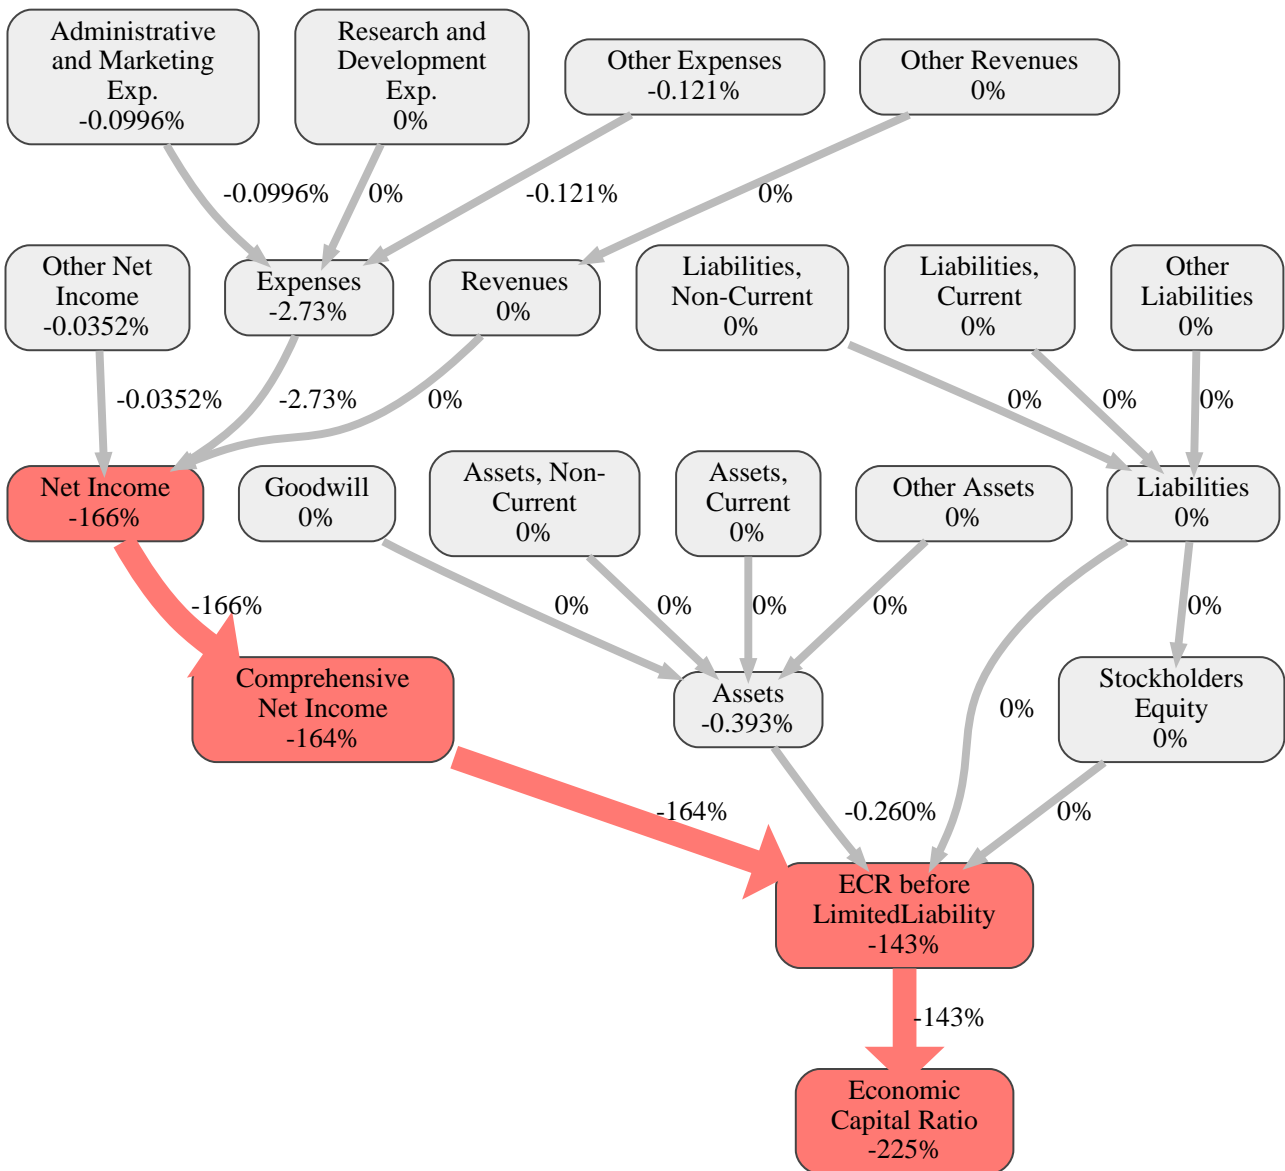 Administrative
and Marketing
Exp.
-0.0996%
Research and
Development
Exp.
0%
Other Expenses
-0.121%
Other Revenues
0%
-0.0996%
0%
-0.121%
0%
Other Net
Income
-0.0352%
Expenses
-2.73%
Revenues
0%
Liabilities,
Non-Current
0%
Liabilities,
Current
0%
Other
Liabilities
0%
-0.0352%
-2.73%
0%
0%
0%
0%
Net Income
-166%
Goodwill
0%
Assets, Non-
Current
0%
Assets,
Current
0%
Other Assets
0%
Liabilities
0%
-166%
0%
0%
0%
0%
0%
Comprehensive
Net Income
-164%
Assets
-0.393%
0%
Stockholders
Equity
0%
-164%
-0.260%
0%
ECR before
LimitedLiability
-143%
-143%
Economic
Capital Ratio
-225%